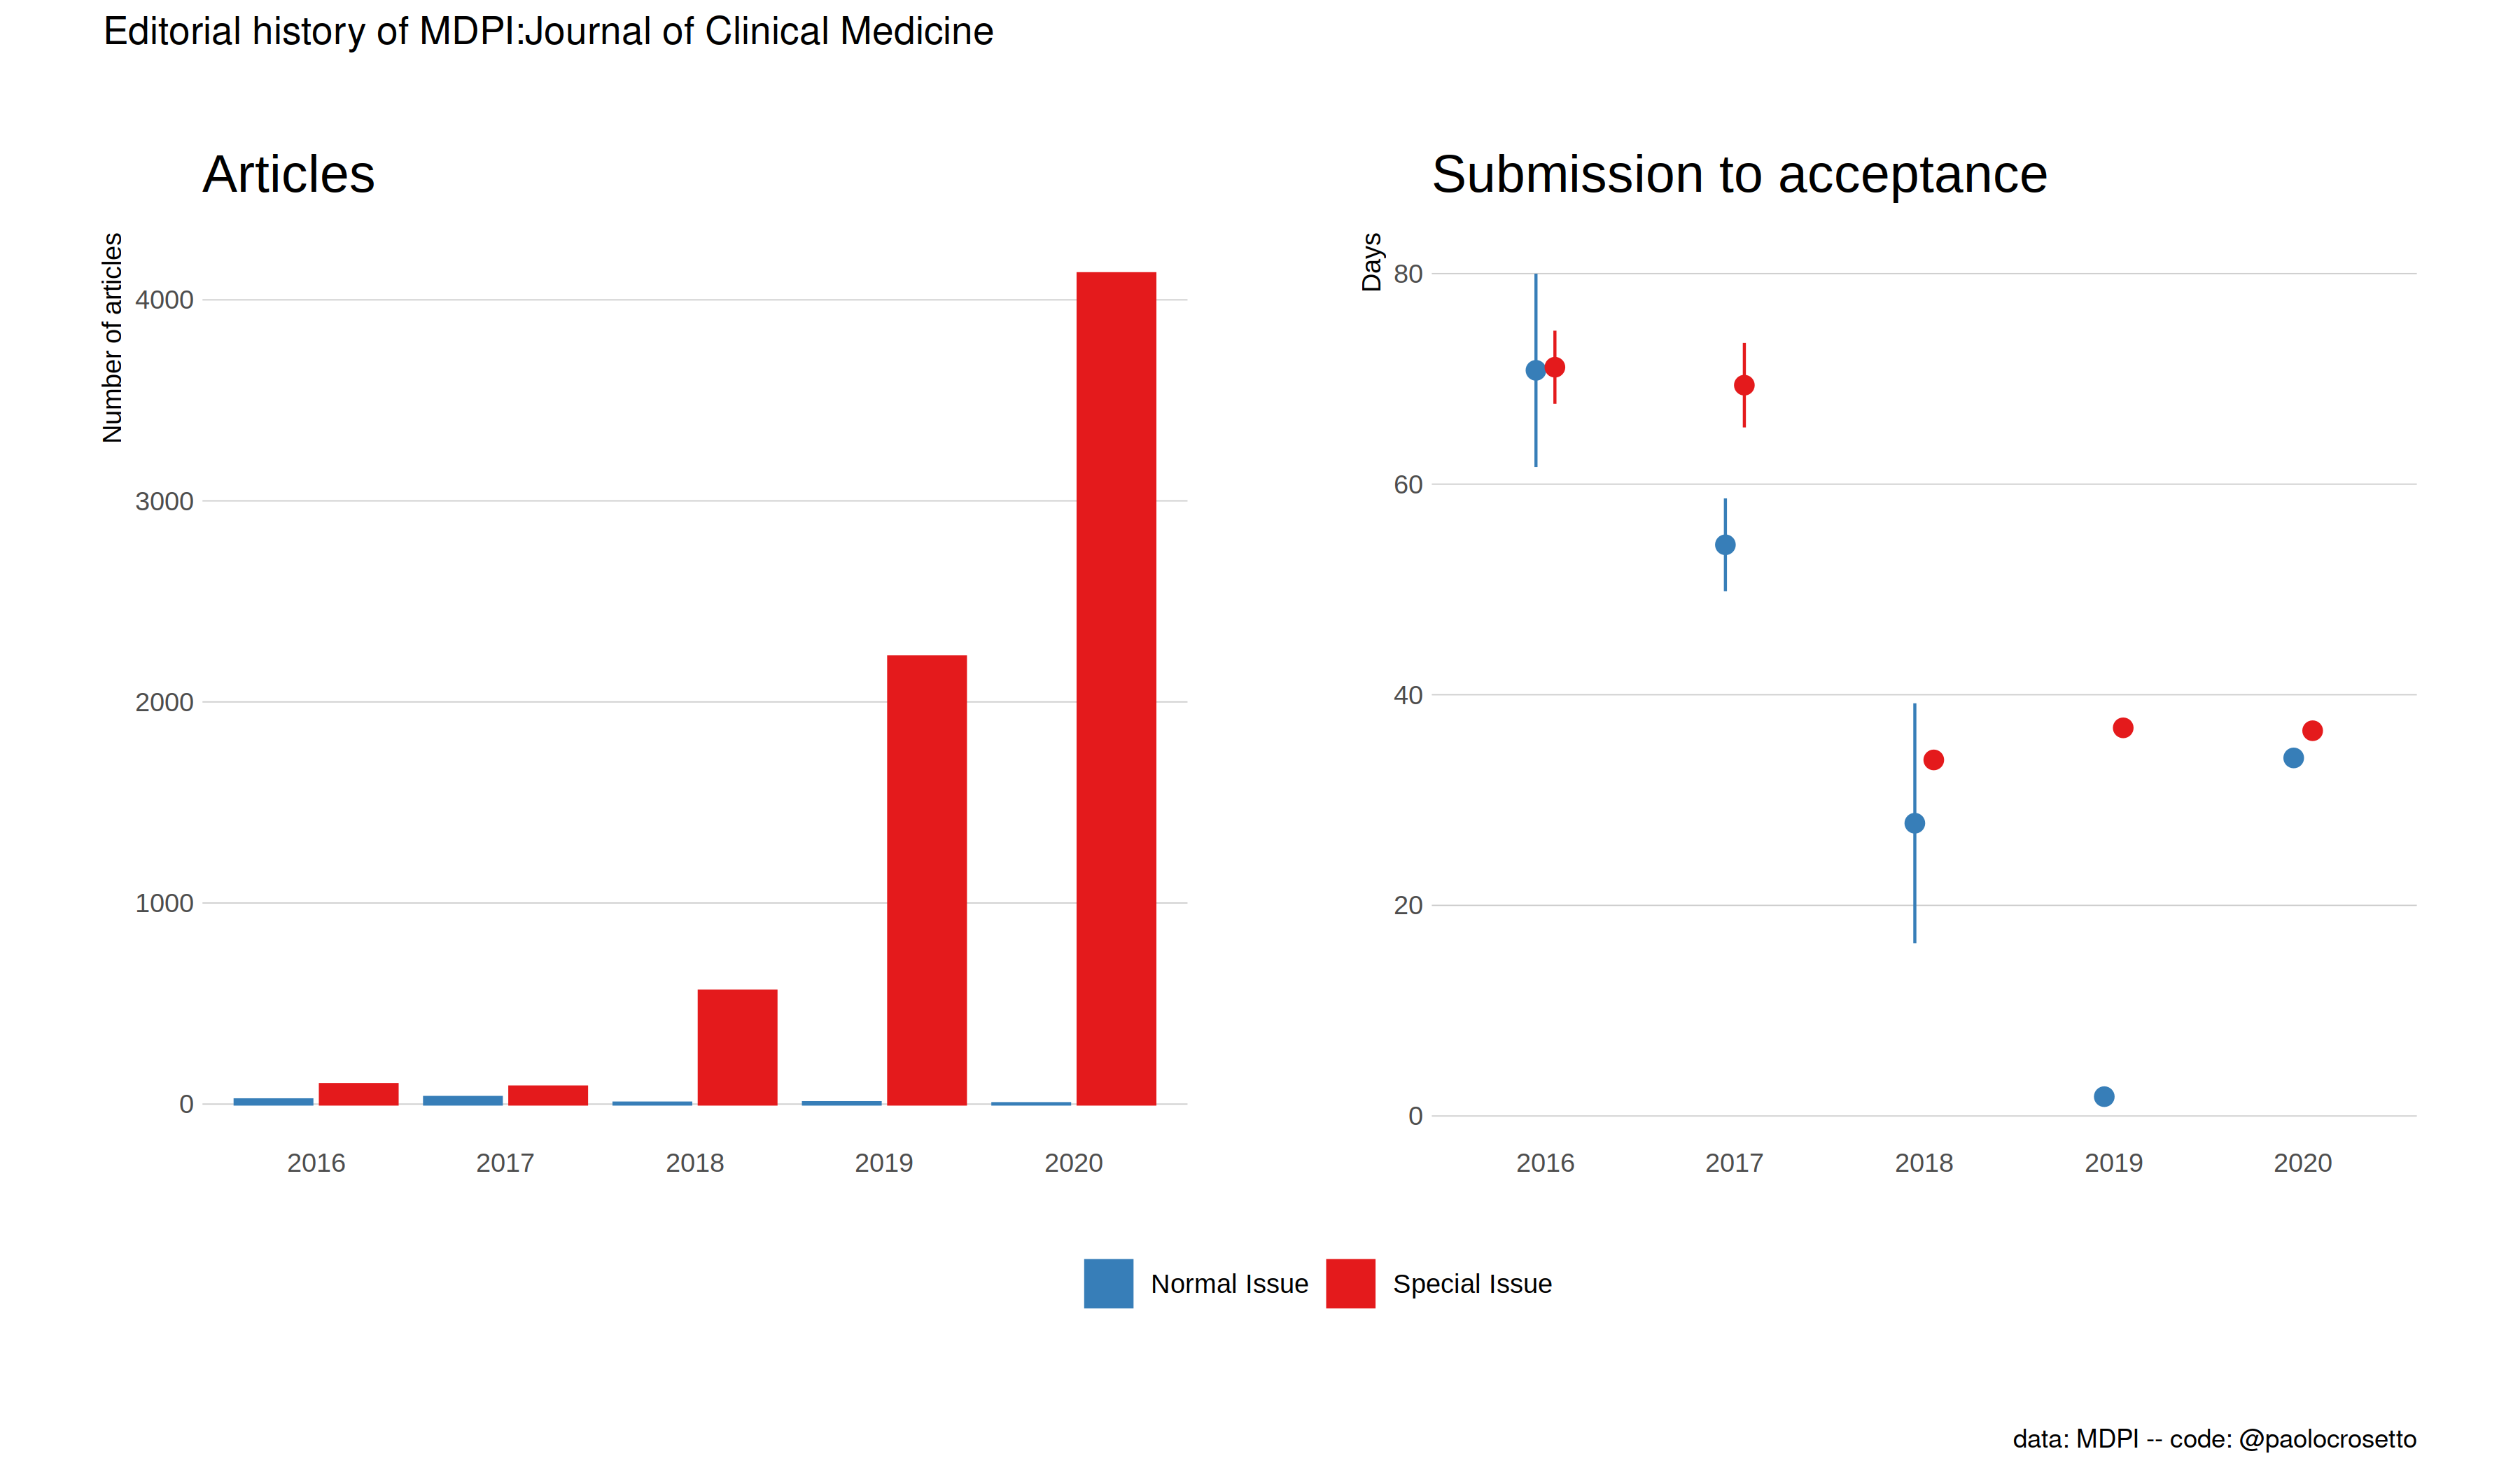 Editorial history of MDPI:Journal of Clinical Medicine
Articles
Number of articles
4000
3000
2000
1000
0
2016 2017 2018 2019 2020
Submission to acceptance
Days
80
60
40
20
0
2016 2017 2018 2019 2020
Normal Issue Special Issue
data: MDPI -- code: @paolocrosetto